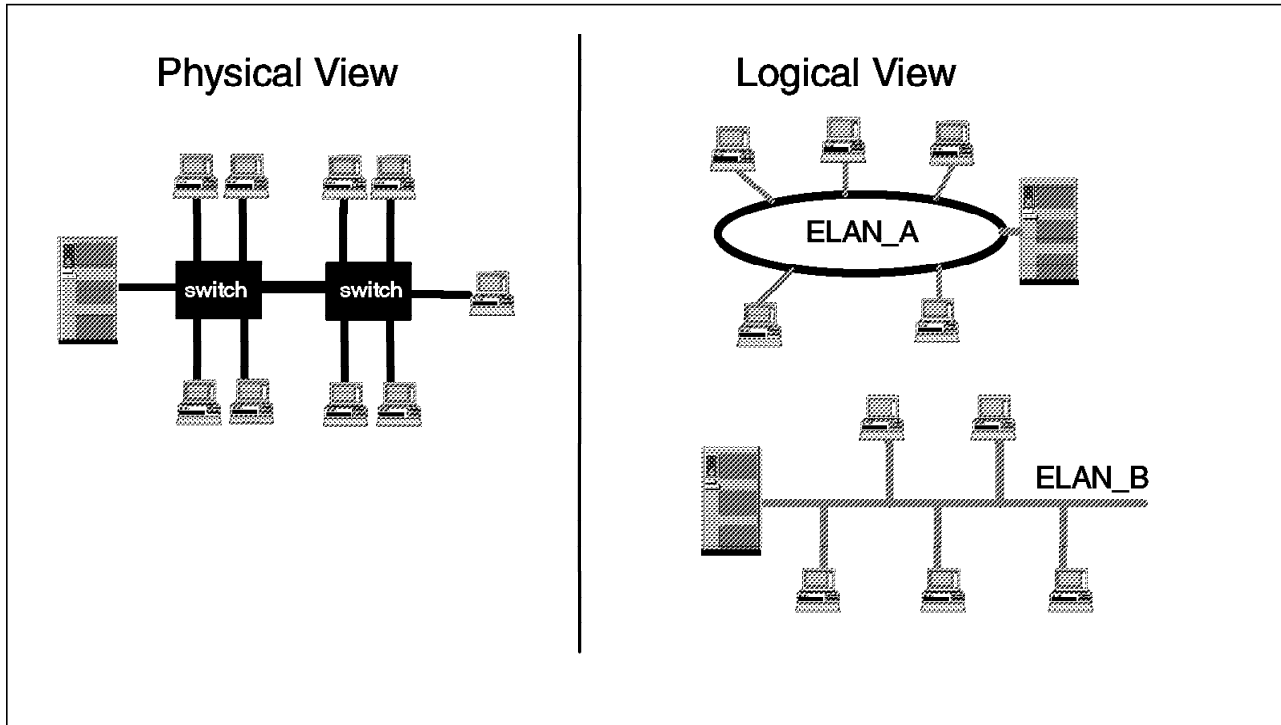 Physical View
switch
switch
Logical View
ELAN_A
ELAN_B